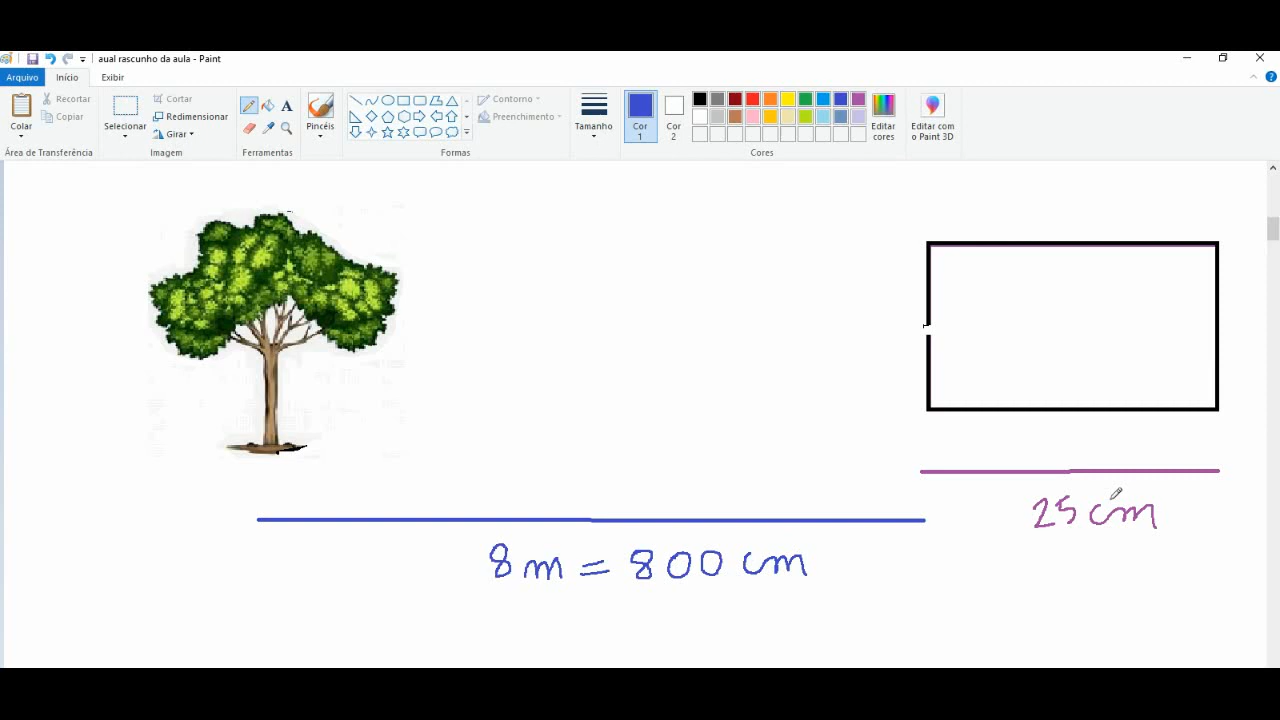 aual rascunho da aula - Paint
Arquivo Início Exibir
Colar
Recortar
Copiar
Área de Transferência
Selecionar
Cortar
Redimensionar
Girar
Imagem
A
Ferramentas
Pincéis
Contorno
Preenchimento
Formas
Tamanho
Cor 1
Cor 2
Editar cores
Cores
Editar com o Paint 3D
25 cm
8 m = 800 cm